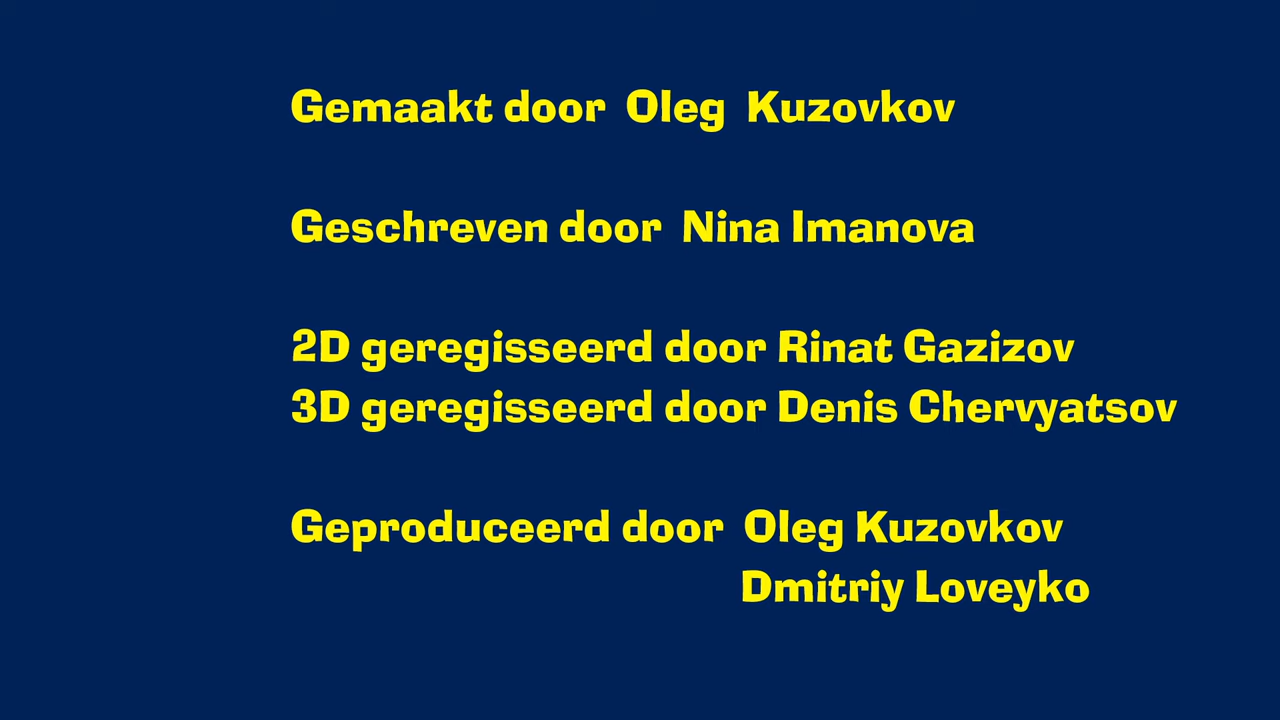 Gemaakt door Oleg Kuzovkov
Geschreven door Nina Imanova
2D geregisseerd door Rinat Gazizov
3D geregisseerd door Denis Chervyatsov
Geproduceerd door Oleg Kuzovkov
Dmitriy Loveyko